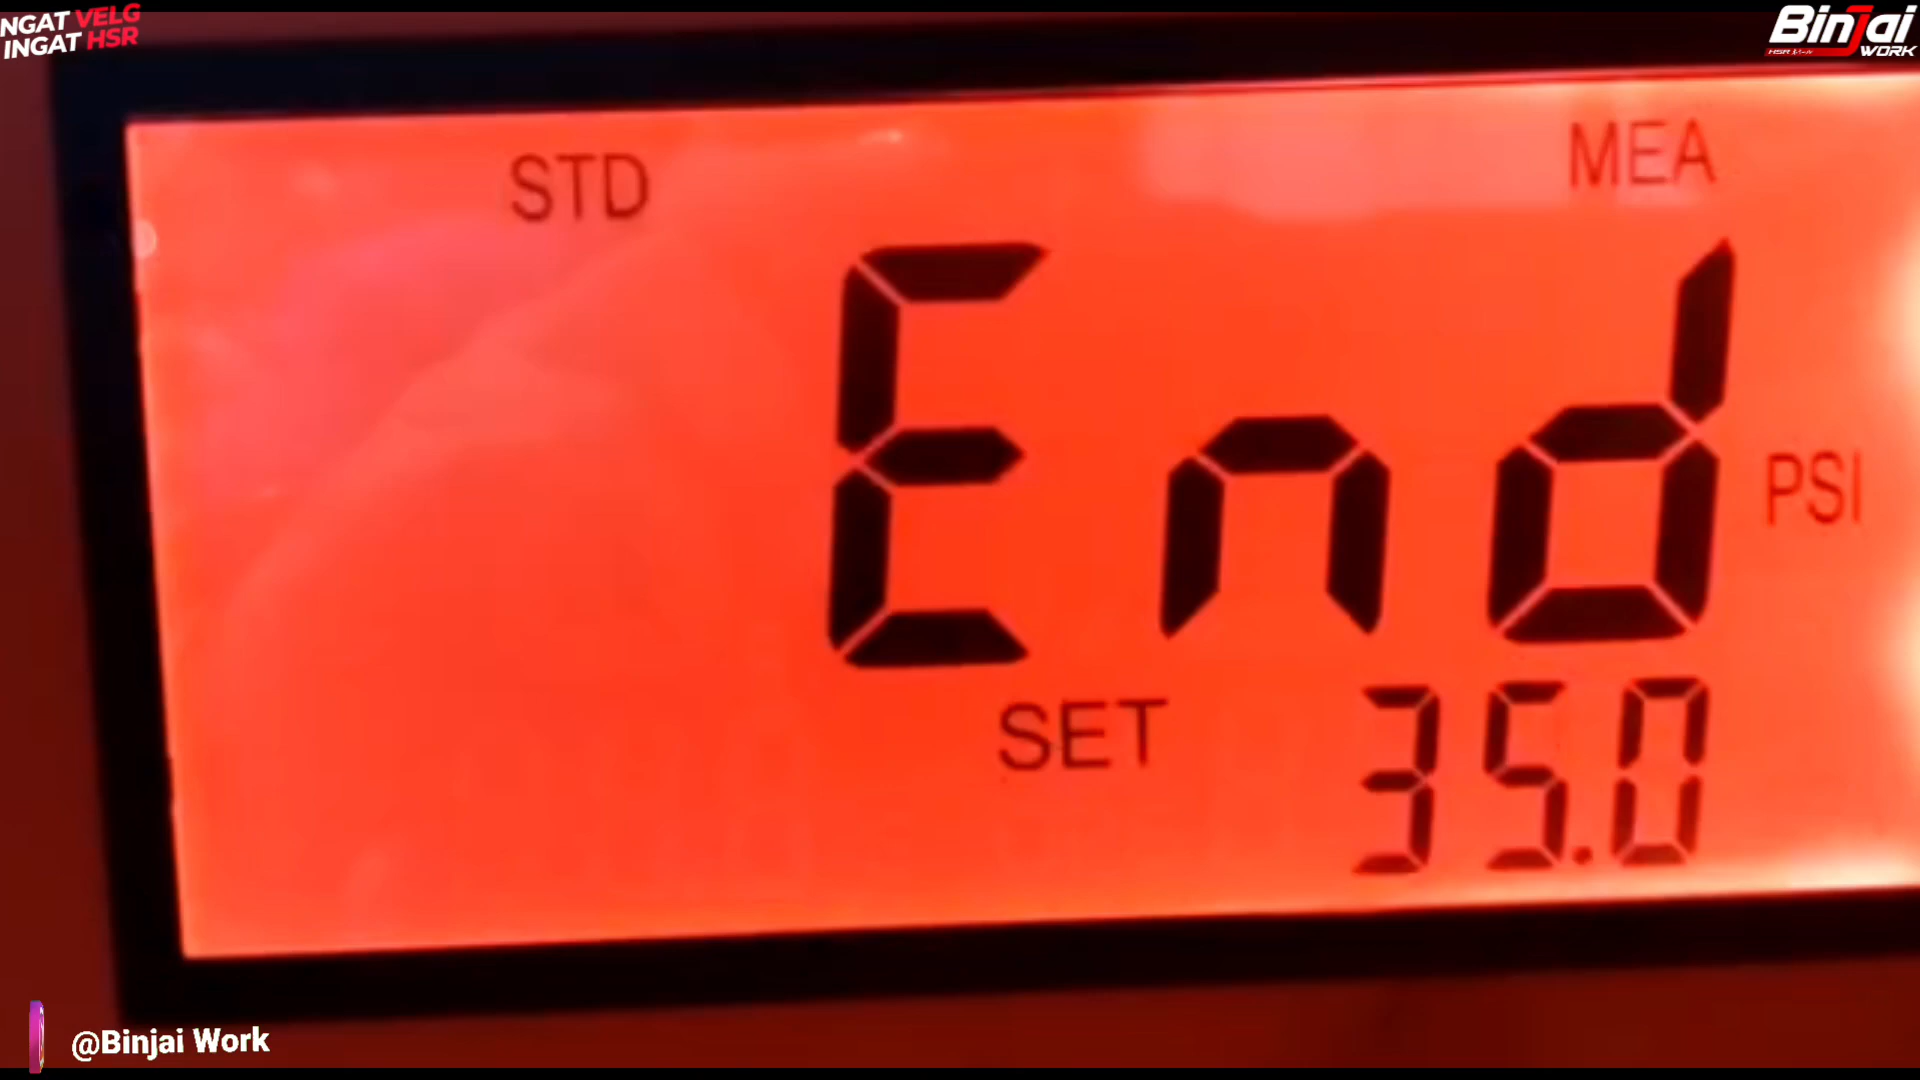 NGAT VELG
INGAT HSR
Binjai
WORK
STD
MEA
End
PSI
SET
35.0
@Binjai Work